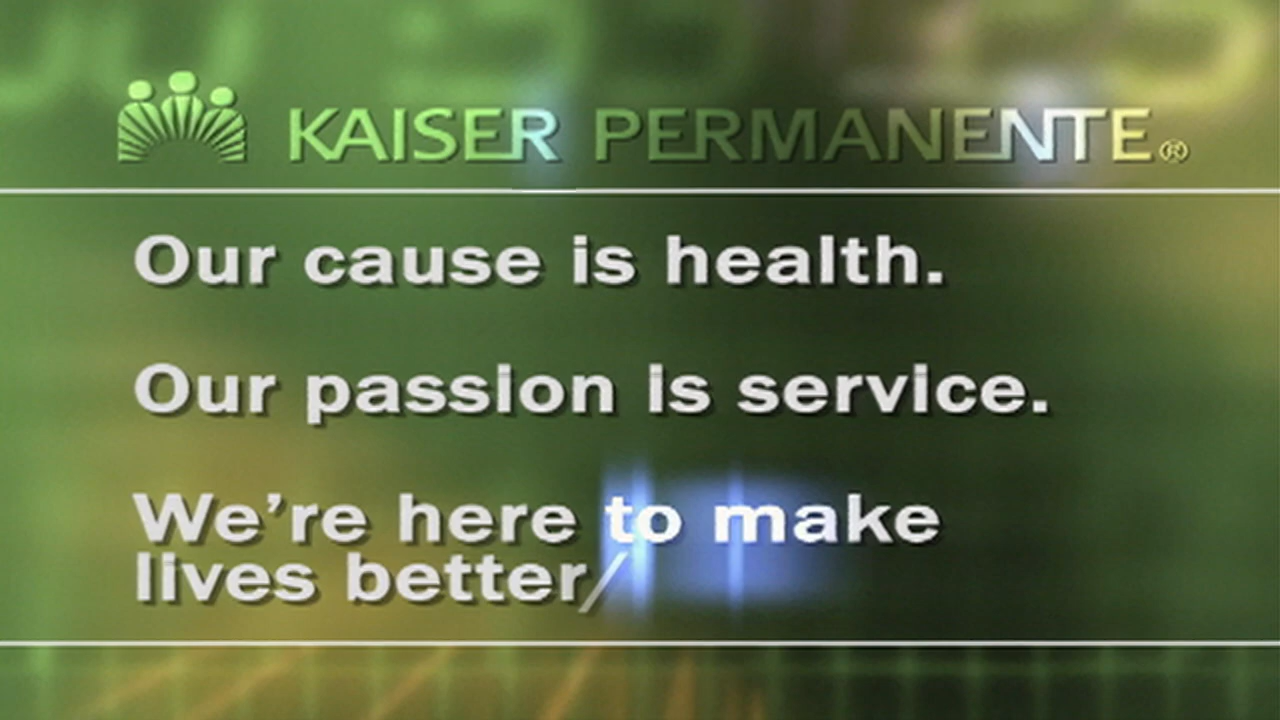 KAISER PERMANENTE®
Our cause is health.
Our passion is service.
We’re here to make
lives better/